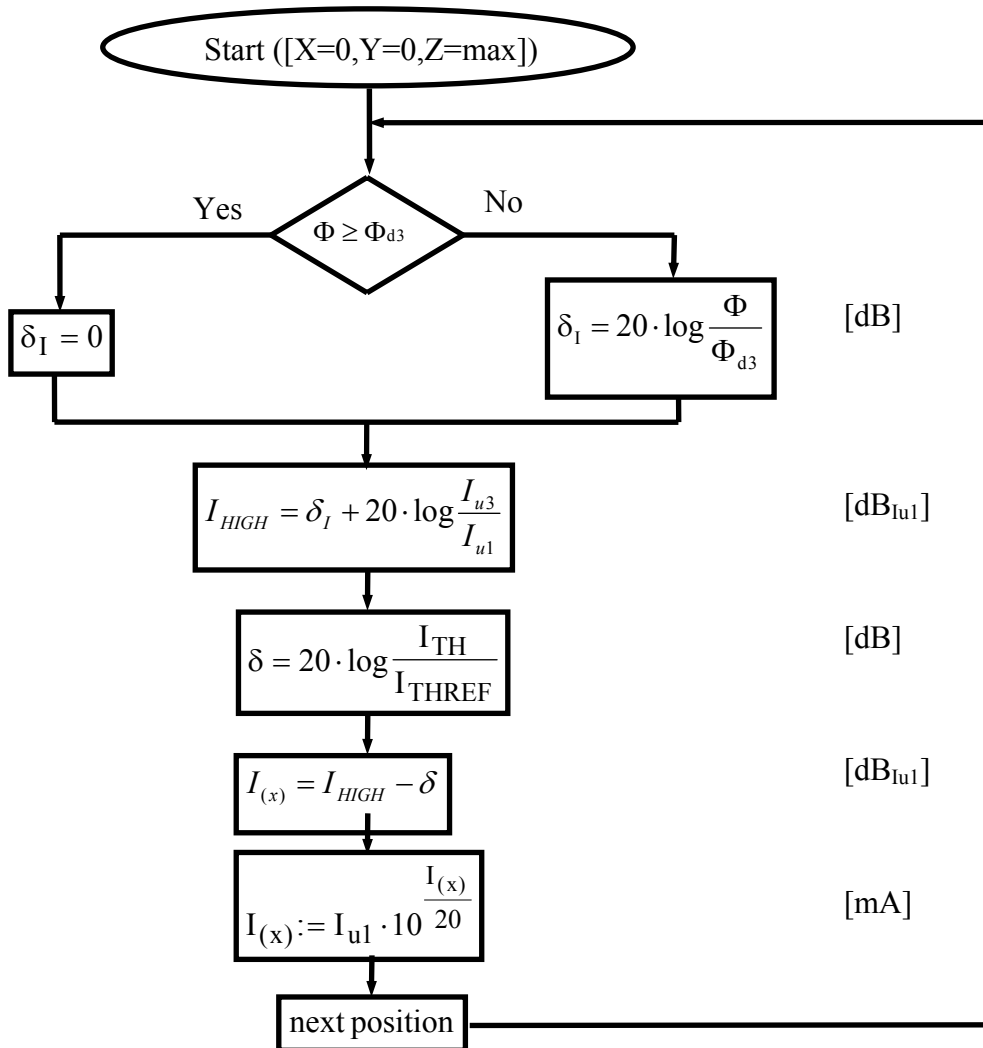 Start ([X=0,Y=0,Z=max])
Yes
No
Φ ≥ Φd3
δI = 0
δI = 20·log Φ/Φd3
[dB]
IHIGH = δI + 20·log Iu3/Iu1
[dBIu1]
δ = 20·log ITH/ITHREF
[dB]
I(x) = IHIGH − δ
[dBIu1]
I(x) := Iu1·10^(I(x)/20)
[mA]
next position